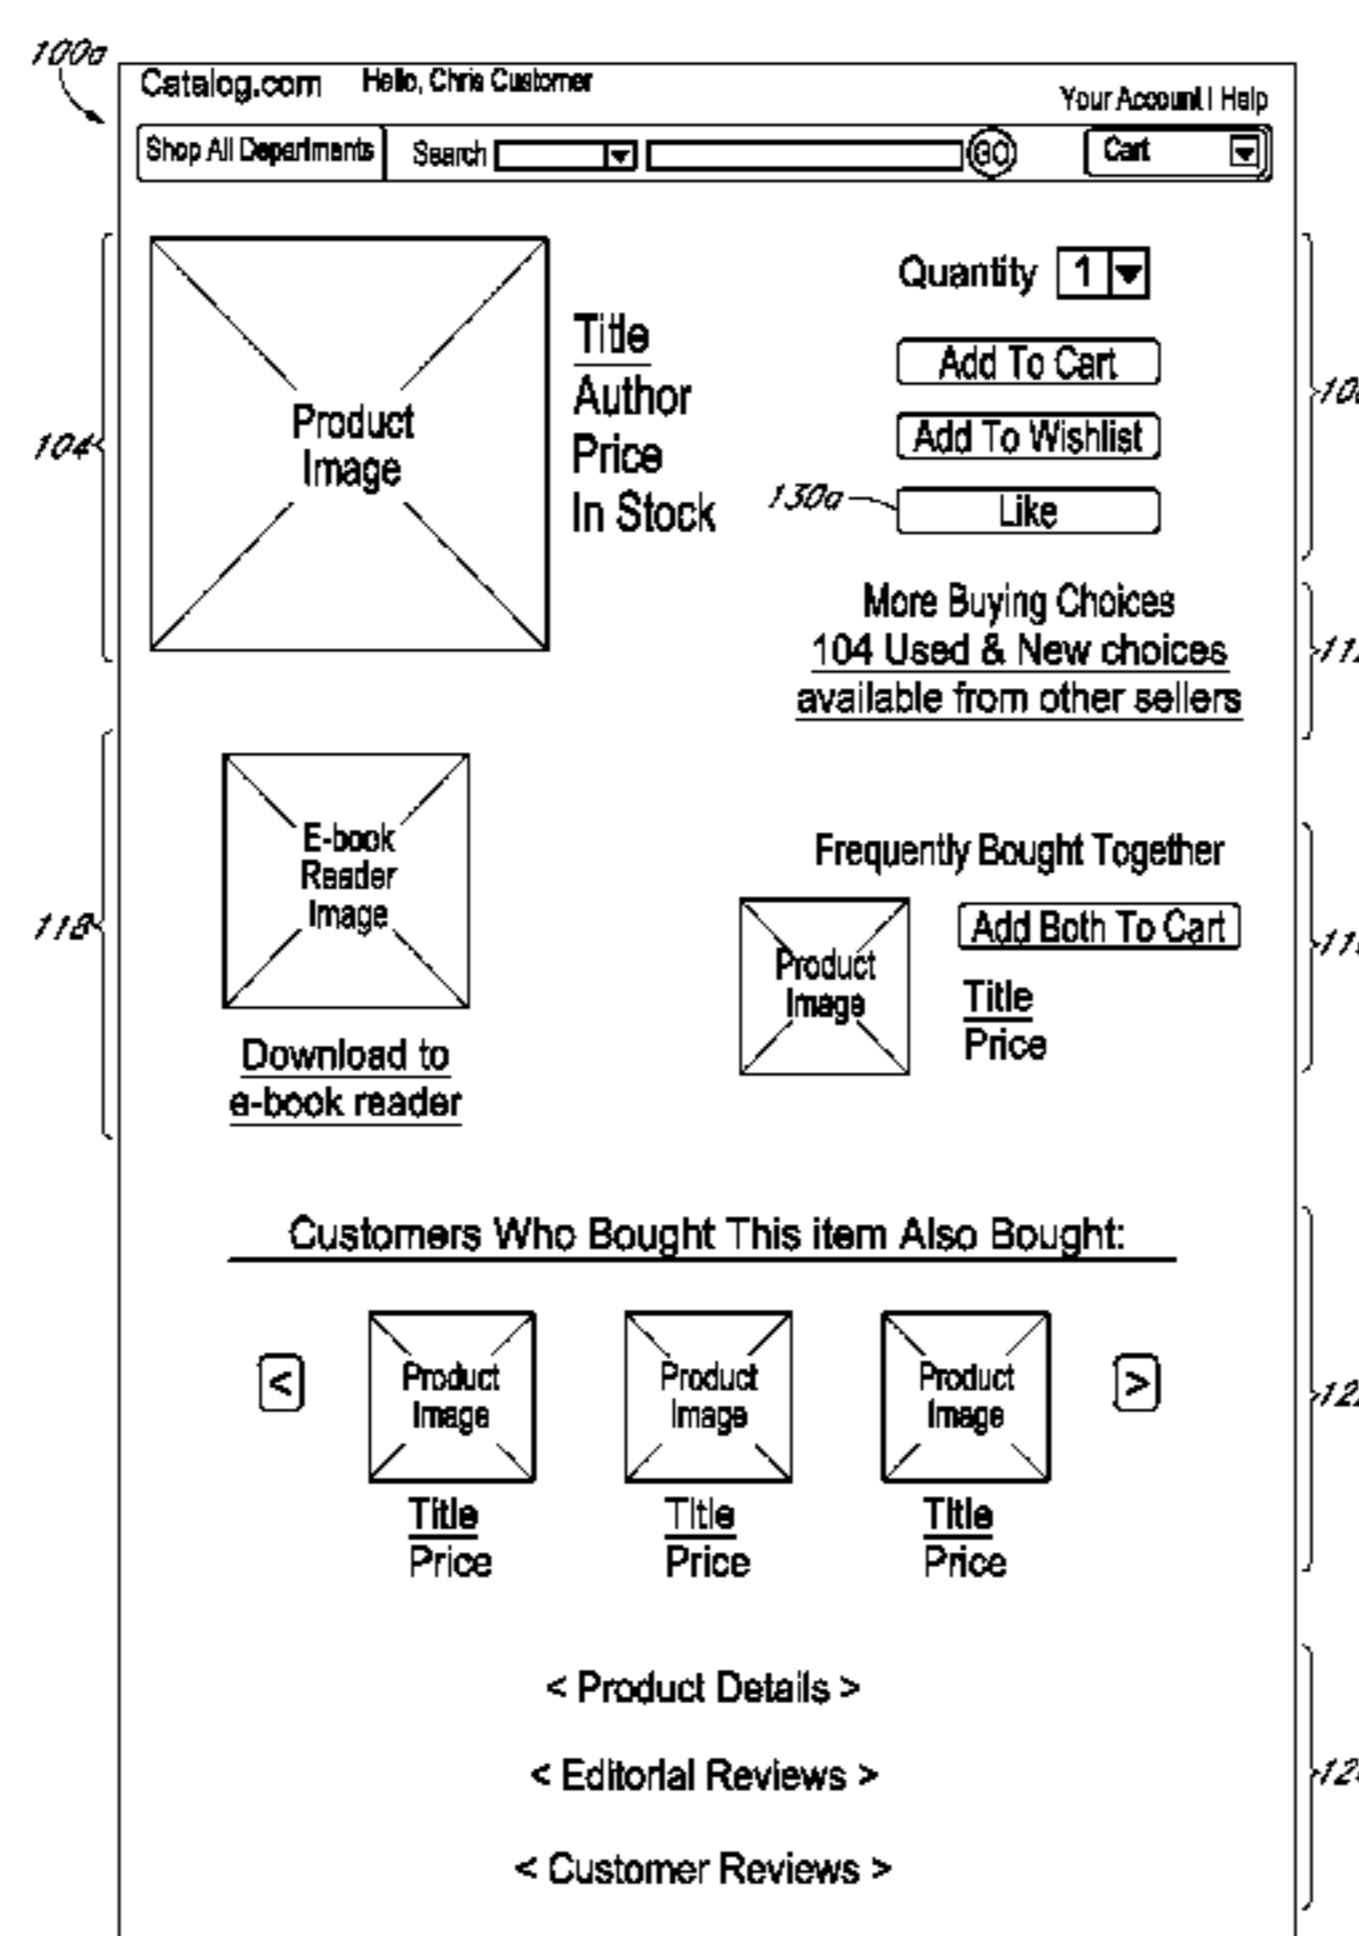 100a
Catalog.com Hello, Chris Customer
Your Account | Help
Shop All Departments Search GO Cart
Quantity 1
Title
Author
Price
In Stock
Product
Image
104
Add To Cart
Add To Wishlist
130a
Like
More Buying Choices
104 Used & New choices
available from other sellers
E-book
Reader
Image
118
Download to
e-book reader
Frequently Bought Together
Product
Image
Add Both To Cart
Title
Price
Customers Who Bought This item Also Bought:
< Product Image Product Image Product Image >
Title Title Title
Price Price Price
< Product Details >
< Editorial Reviews >
< Customer Reviews >